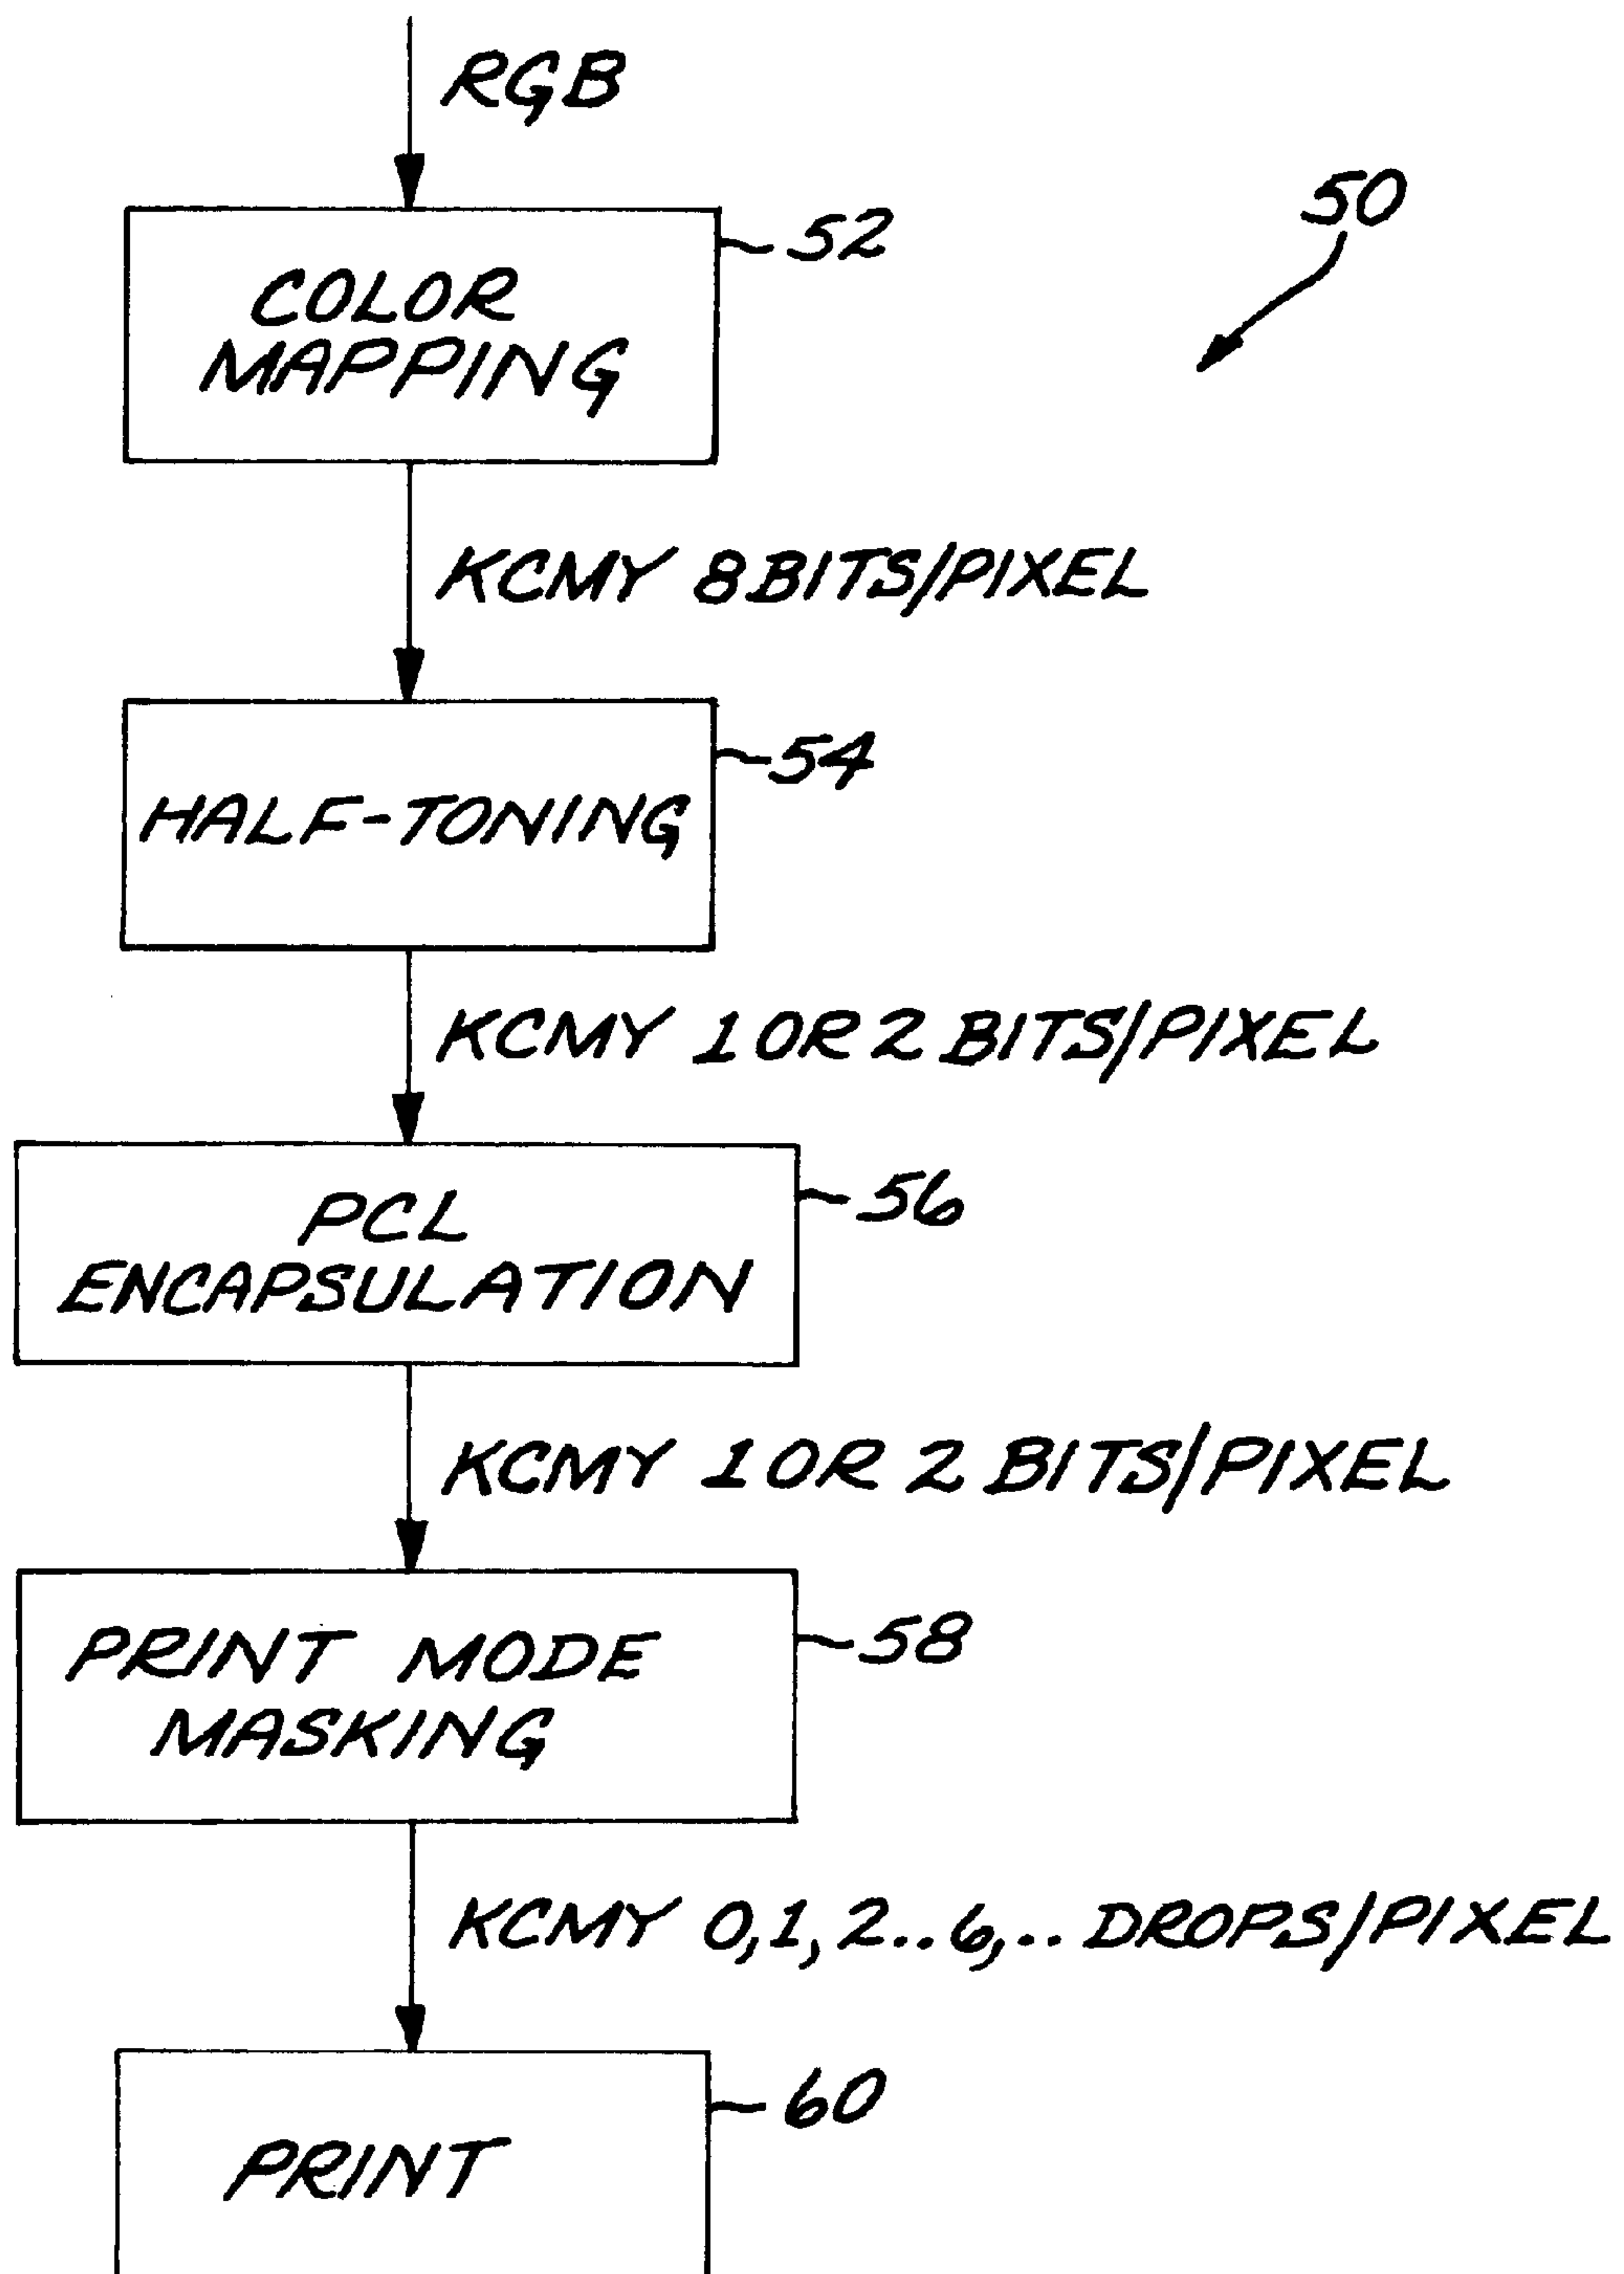 RGB
50
52
COLOR
MAPPING
KCMY 8 BITS/PIXEL
54
HALF-TONING
KCMY 1 OR 2 BITS/PIXEL
PCL
56
ENCAPSULATION
KCMY 1 OR 2 BITS/PIXEL
PRINT MODE
58
MASKING
KCMY 0,1,2..6,.. DROPS/PIXEL
60
PRINT